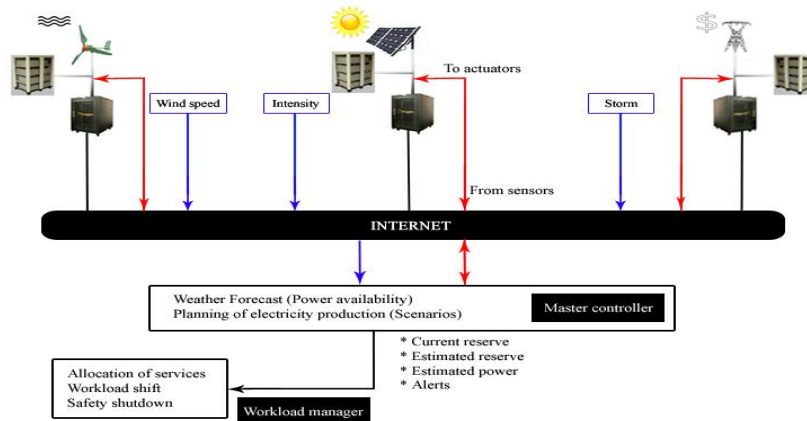 $
To actuators
Wind speed
Intensity
Storm
From sensors
INTERNET
Weather Forecast (Power availability)
Planning of electricity production (Scenarios)
Master controller
* Current reserve
* Estimated reserve
* Estimated power
* Alerts
Allocation of services
Workload shift
Safety shutdown
Workload manager